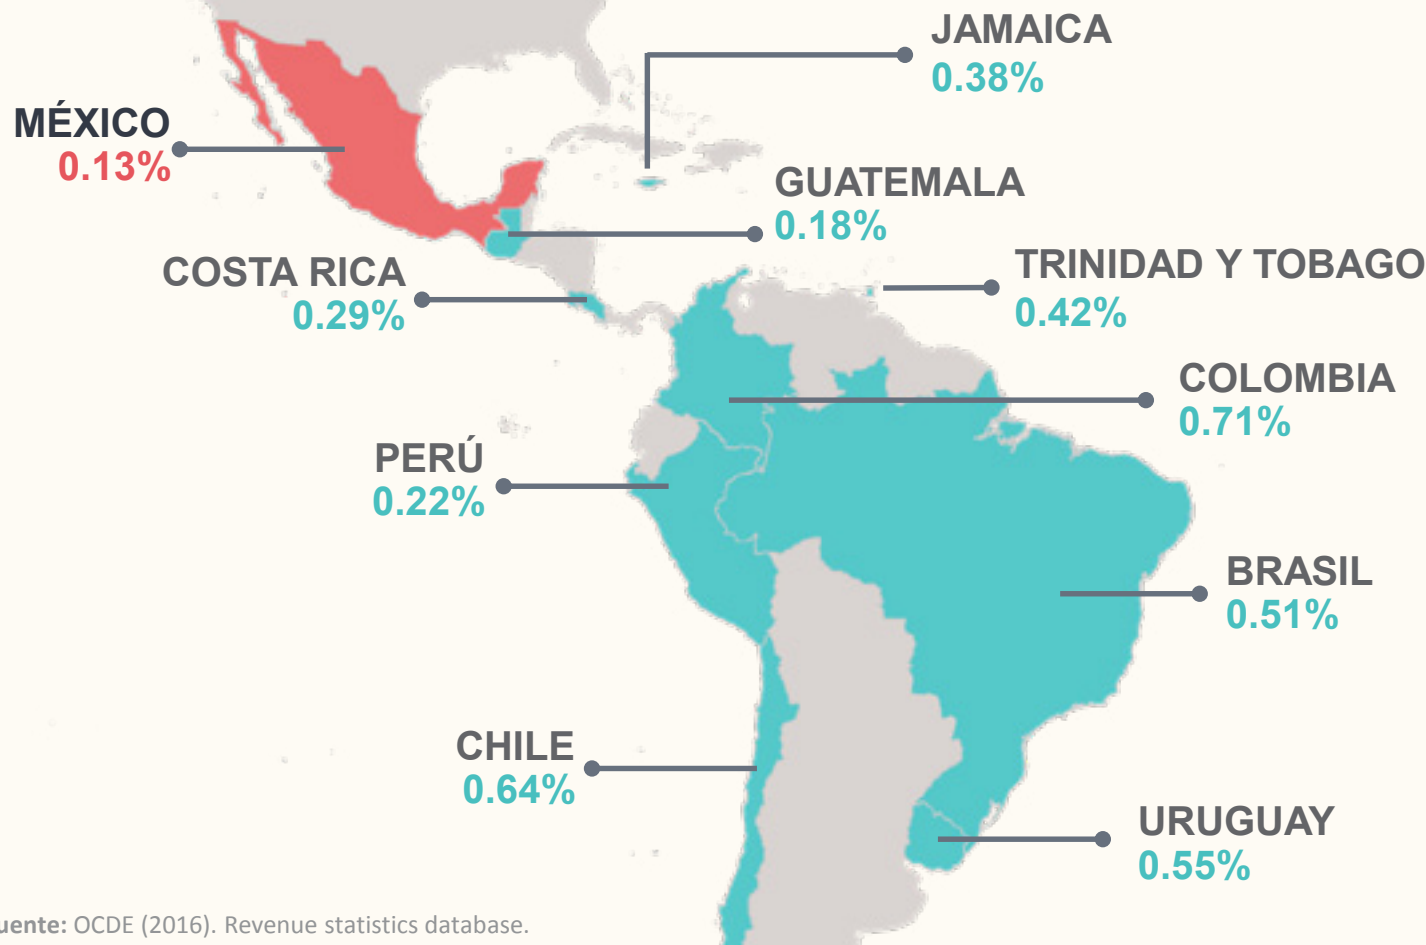 JAMAICA
0.38%
MÉXICO
0.13%
GUATEMALA
0.18%
COSTA RICA
0.29%
TRINIDAD Y TOBAGO
0.42%
COLOMBIA
0.71%
PERÚ
0.22%
BRASIL
0.51%
CHILE
0.64%
URUGUAY
0.55%
uente: OCDE (2016). Revenue statistics database.